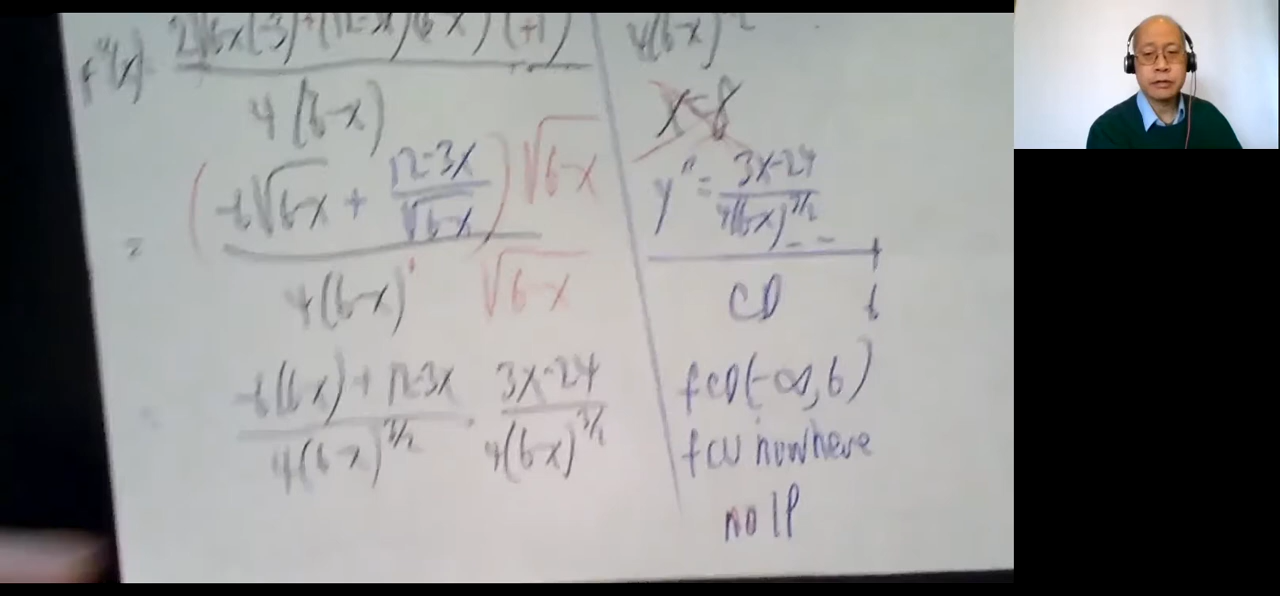 f''(x) = 2√6-x(-3)+(12-3x)(6-x) (+1)
4(6-x)
= (-6√6-x + 12-3x/√6-x) √6-x
4(6-x)' √6-x
-6(6-x)+12-3x / 4(6-x)^3/2 = 3x-24 / 4(6-x)^3/2
x=8
y" = 3x-24 / 4(6-x)^3/2
- -
CD 6
f CD(-∞,6)
f CU nowhere
no IP